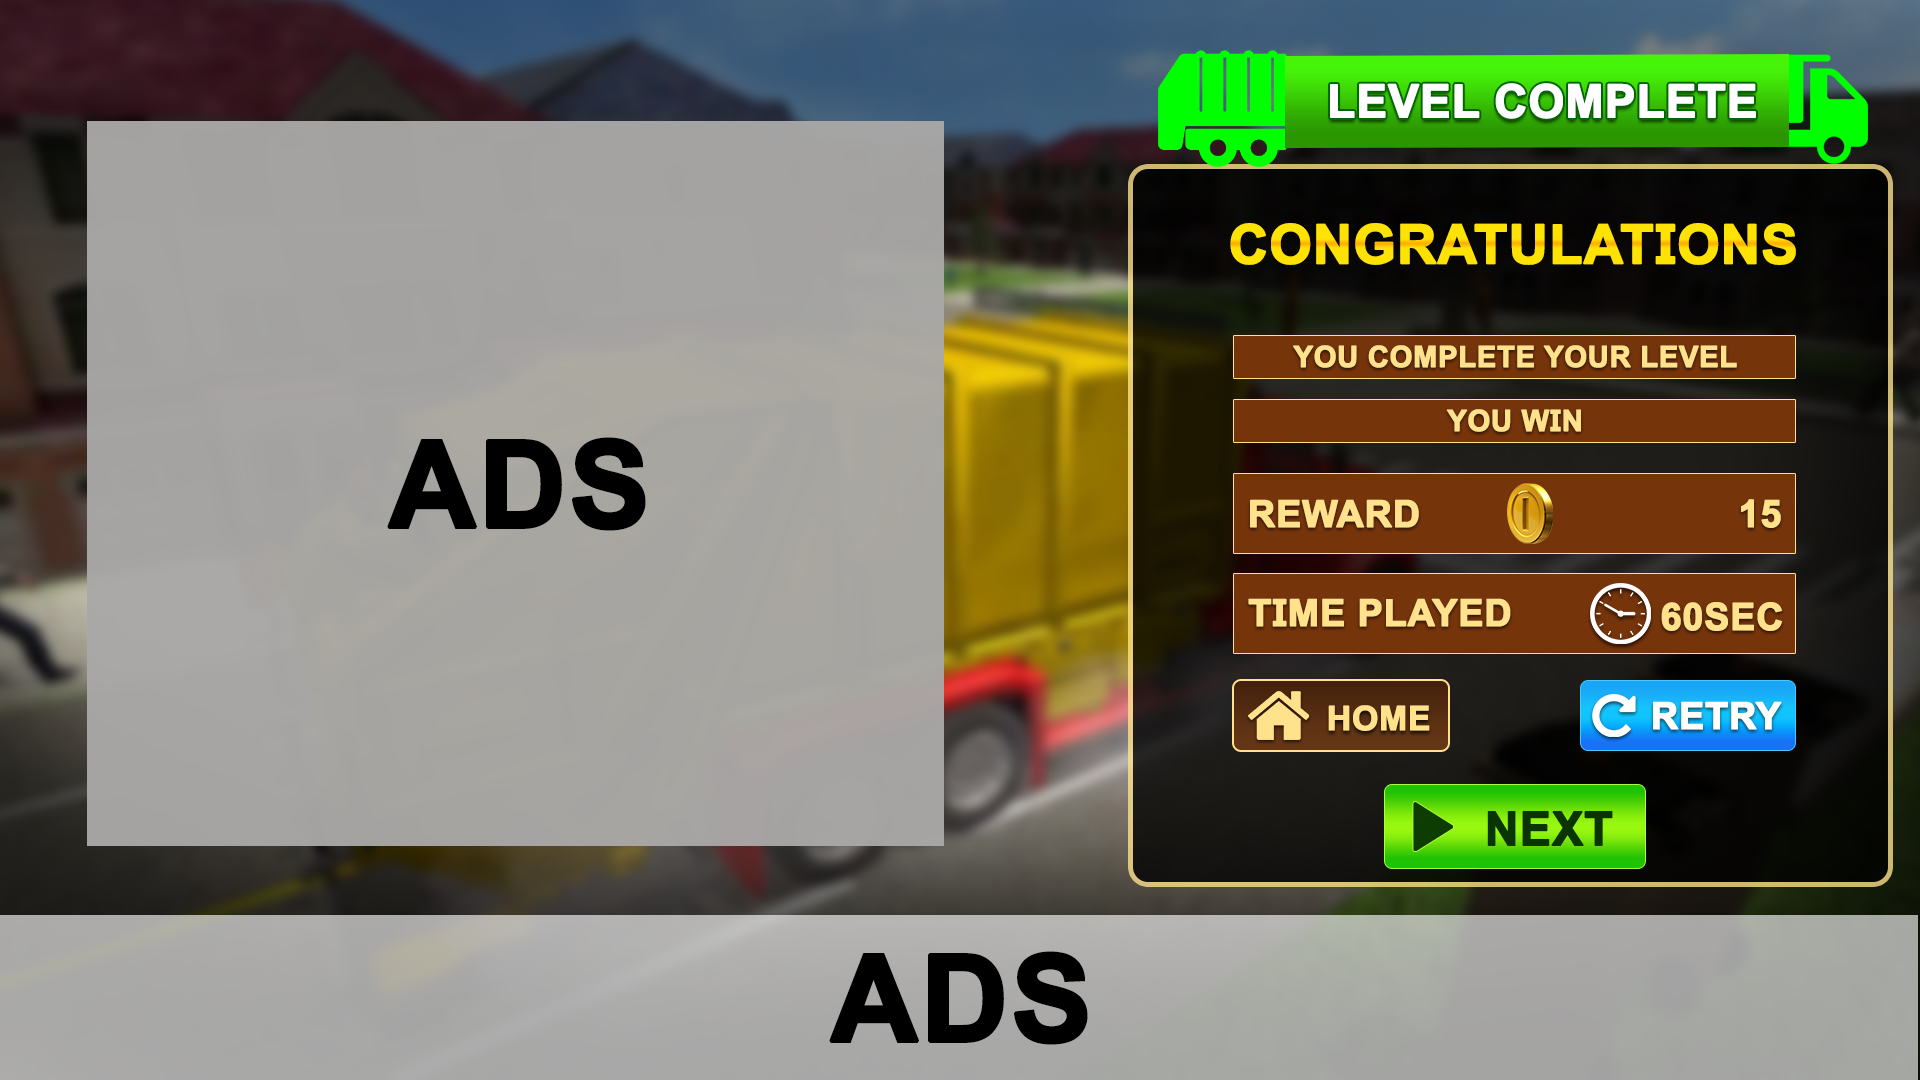 LEVEL COMPLETE
CONGRATULATIONS
YOU COMPLETE YOUR LEVEL
YOU WIN
REWARD 15
TIME PLAYED 60SEC
HOME
RETRY
NEXT
ADS
ADS